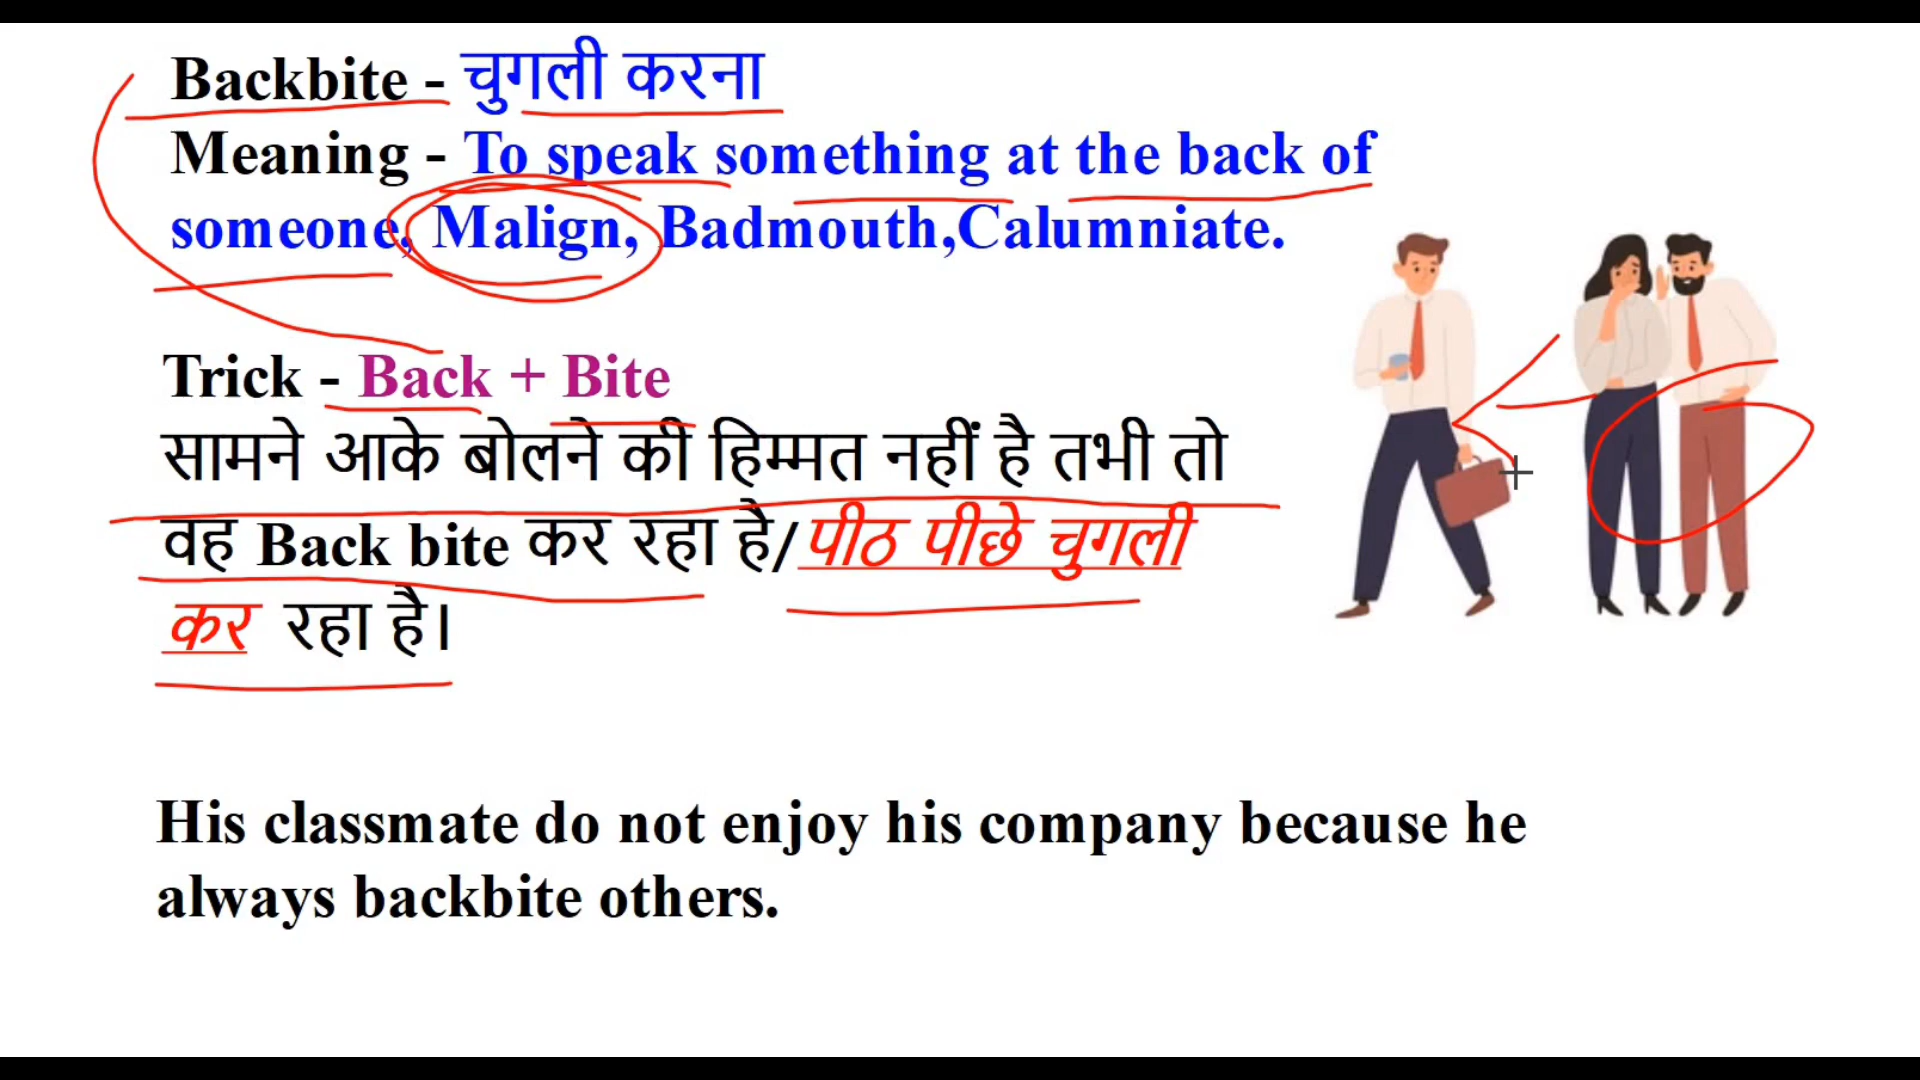 Backbite - चुगली करना
Meaning - To speak something at the back of
someone, Malign, Badmouth,Calumniate.
Trick - Back + Bite
सामने आके बोलने की हिम्मत नहीं है तभी तो
वह Back bite कर रहा है/पीठ पीछे चुगली
कर रहा है।
His classmate do not enjoy his company because he
always backbite others.